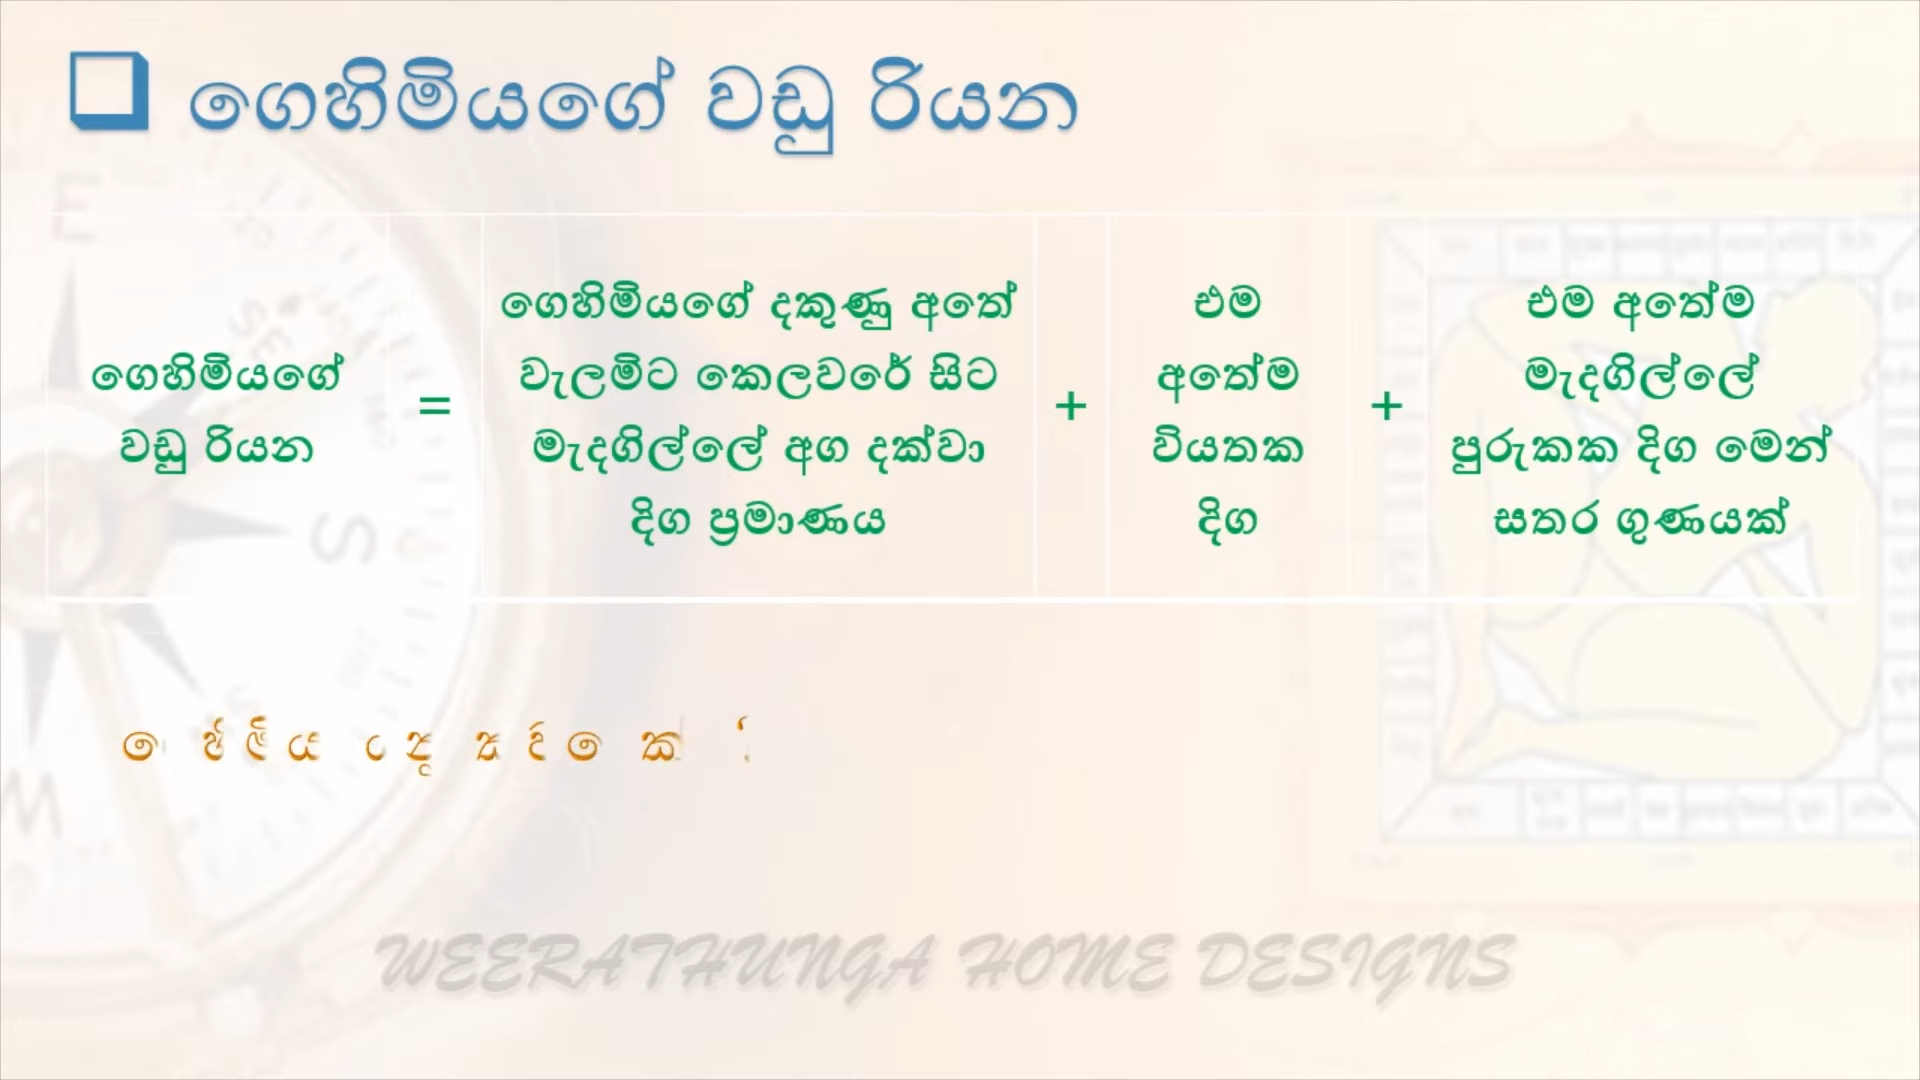 ගෙහිමියගේ වඩු රියන
ගෙහිමියගේ
වඩු රියන
=
ගෙහිමියගේ දකුණු අතේ
වැලමිට කෙලවරේ සිට
මැදගිල්ලේ අග දක්වා
දිග ප්‍රමාණය
+
එම
අතේම
වියතක
දිග
+
එම අතේම
මැදගිල්ලේ
පුරුකක දිග මෙන්
සතර ගුණයක්
WEERATHUNGA HOME DESIGNS